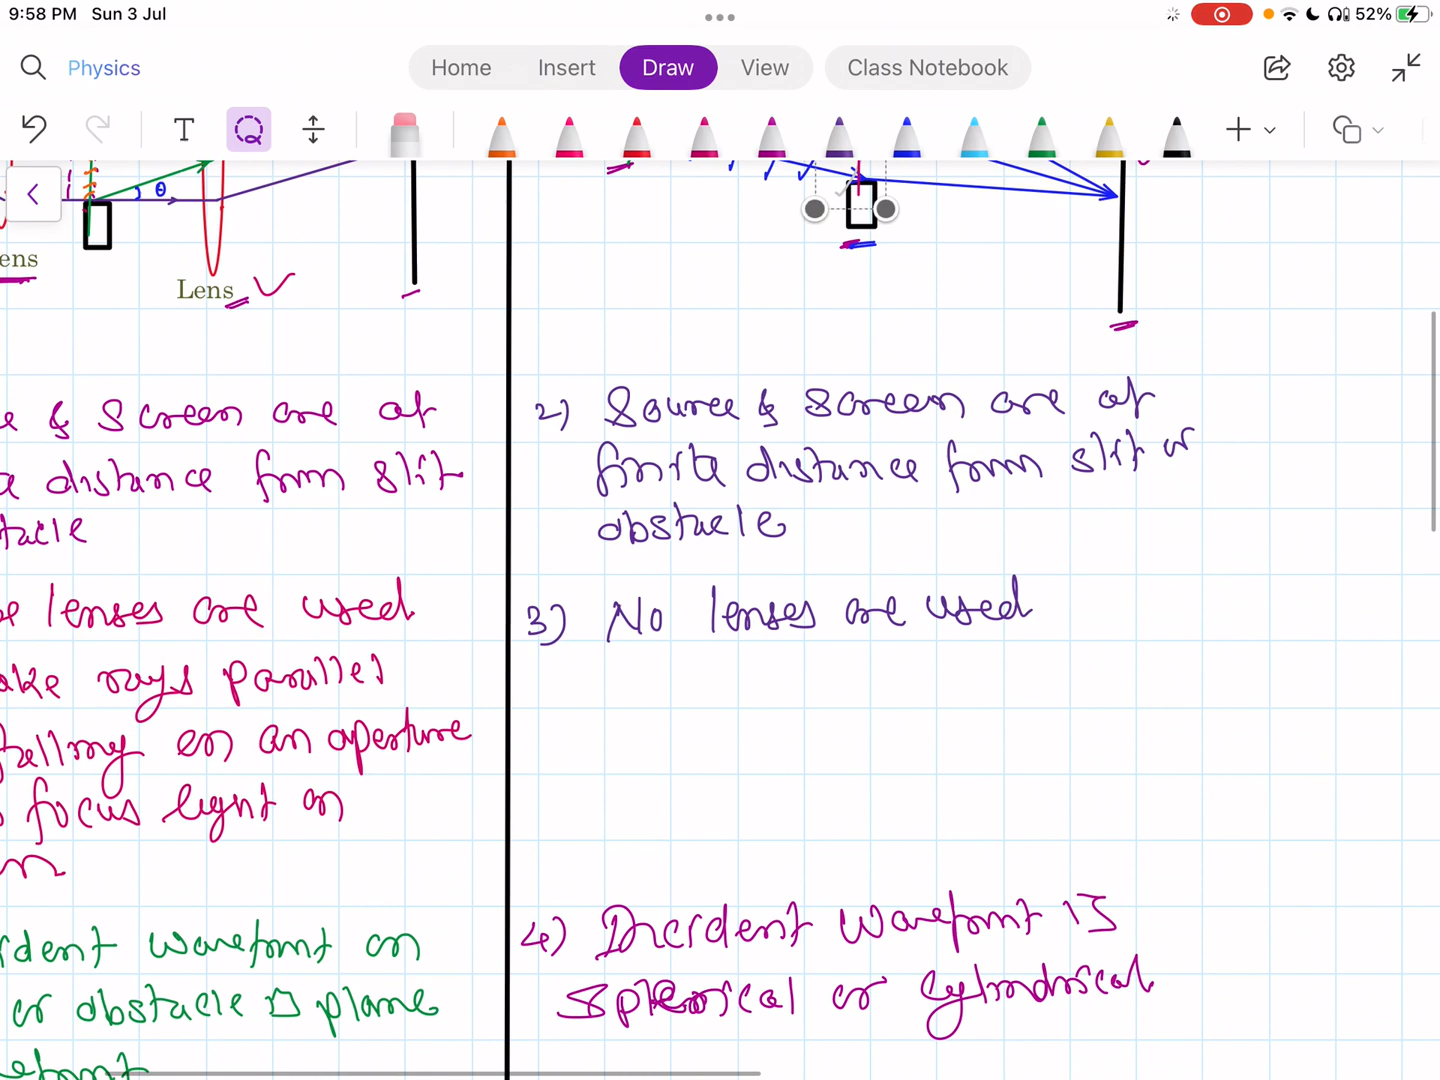 9:58 PM Sun 3 Jul
52%
Physics
Home Insert Draw View Class Notebook
T
θ
ens
Lens
e & Screen are at
e distance from slit
tacle
e lenses are used
ake rays parallel
falling on an aperture
s focus light on
n
ident wavefront on
or obstacle is plane
efront
2) Source & Screen are at
finite distance from slit or
obstacle
3) No lenses are used
4) Incident wavefront is
Spherical or cylindrical